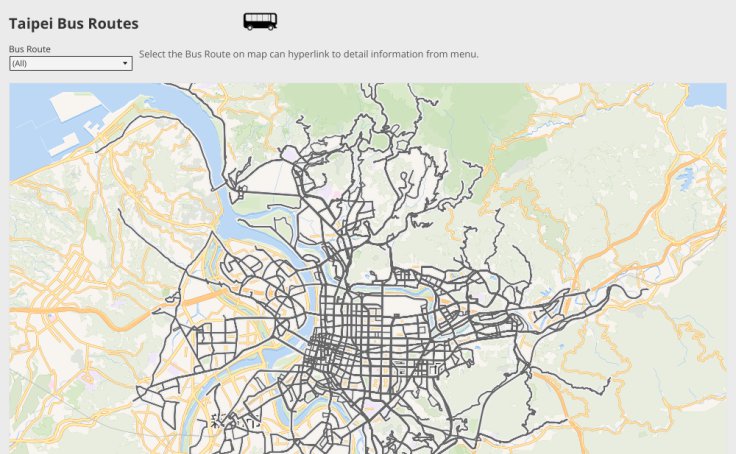 Taipei Bus Routes
Bus Route
Select the Bus Route on map can hyperlink to detail information from menu.
(All)